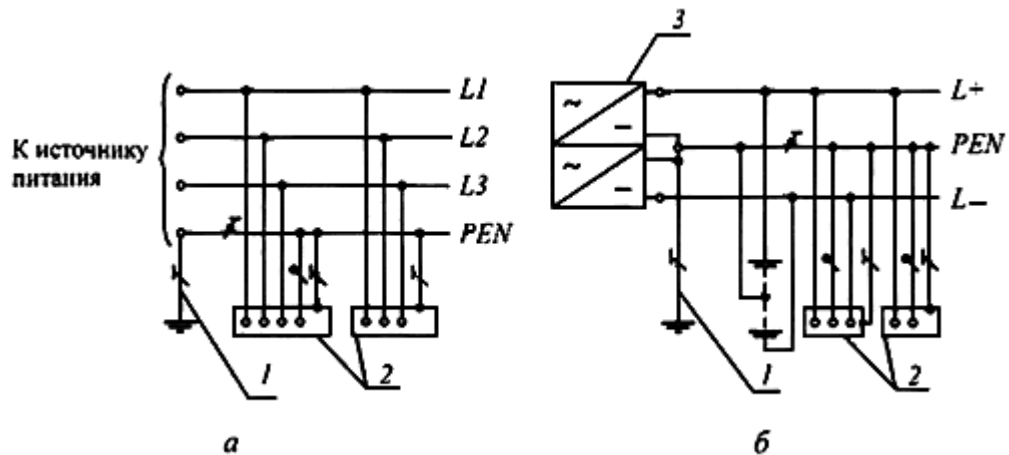 К источнику
питания
L1
L2
L3
PEN
1
2
а
3
~
–
~
–
L+
PEN
L–
1
2
б